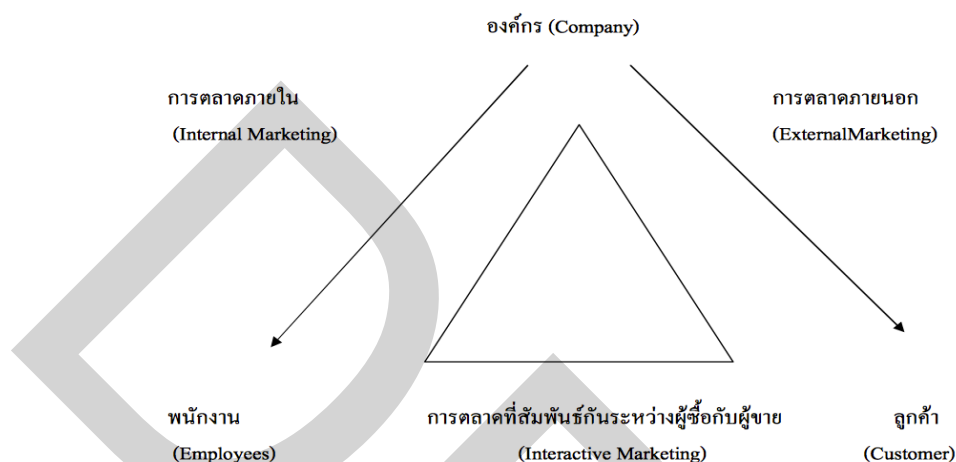 องค์กร (Company)
การตลาดภายใน
(Internal Marketing)
การตลาดภายนอก
(ExternalMarketing)
พนักงาน
(Employees)
การตลาดที่สัมพันธ์กันระหว่างผู้ซื้อกับผู้ขาย
(Interactive Marketing)
ลูกค้า
(Customer)